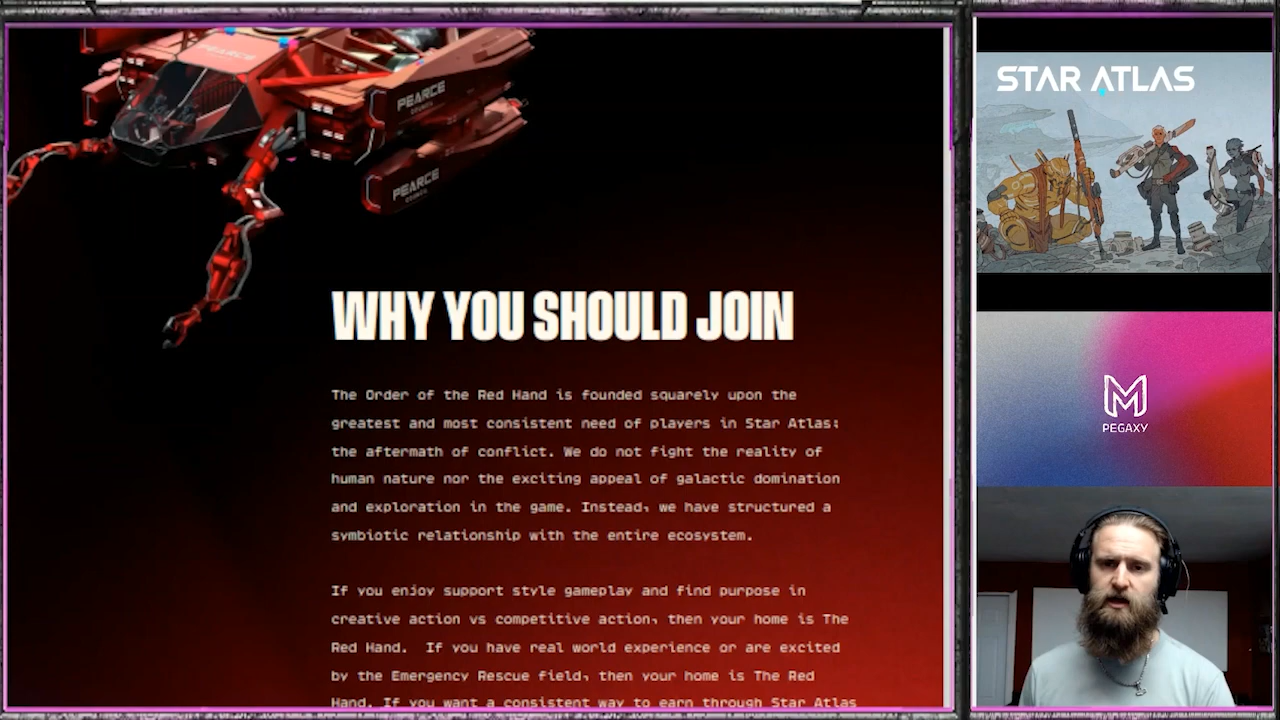 PEARCE
PEARCE
COUNCIL
PEARCE
COUNCIL
WHY YOU SHOULD JOIN
The Order of the Red Hand is founded squarely upon the
greatest and most consistent need of players in Star Atlas;
the aftermath of conflict. We do not fight the reality of
human nature nor the exciting appeal of galactic domination
and exploration in the game. Instead, we have structured a
symbiotic relationship with the entire ecosystem.
If you enjoy support style gameplay and find purpose in
creative action vs competitive action, then your home is The
Red Hand. If you have real world experience or are excited
by the Emergency Rescue field, then your home is The Red
Hand. If you want a consistent way to earn through Star Atlas
STAR ATLAS
PEGAXY